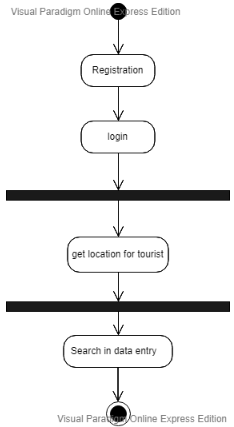 Visual Paradigm Online Express Edition
Registration
login
get location for tourist
Search in data entry
Visual Paradigm Online Express Edition